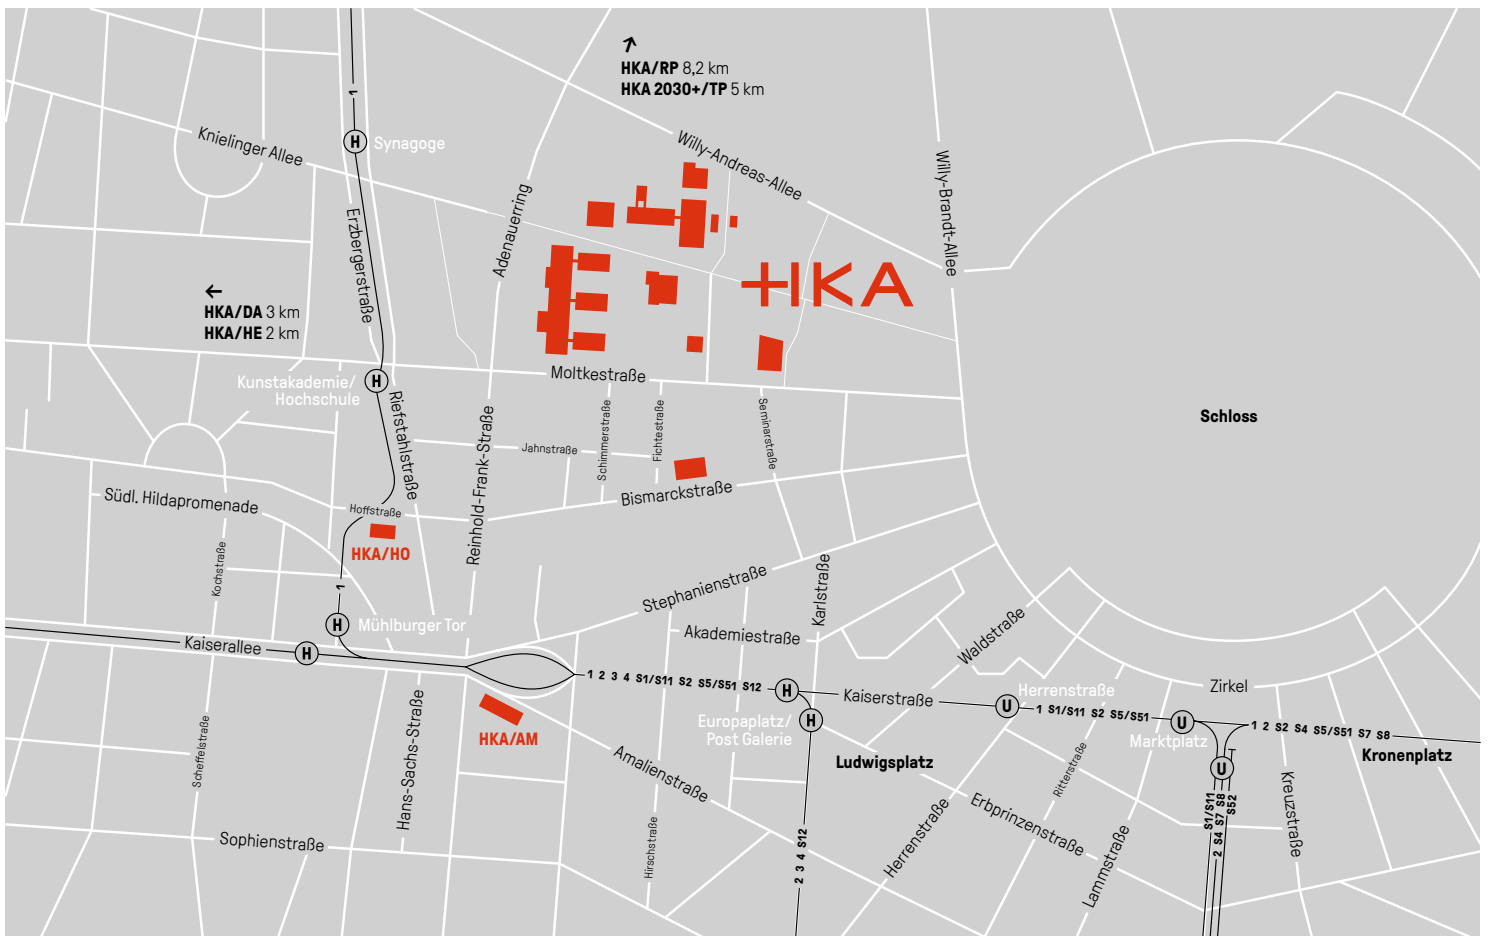 HKA/RP 8,2 km
HKA 2030+/TP 5 km
1
Synagoge
H
Knielinger Allee
Willy-Andreas-Allee
Willy-Brandt-Allee
Adenauerring
Erzbergerstraße
HKA
HKA/DA 3 km
HKA/HE 2 km
Moltkestraße
Kunstakademie/
Hochschule
H
Riefstahlstraße
Reinhold-Frank-Straße
Schimmerstraße
Fichtestraße
Seminarstraße
Schloss
Jahnstraße
Südl. Hildapromenade
Bismarckstraße
Hoffstraße
HKA/HO
Kochstraße
1
Stephanienstraße
Karlstraße
H
Mühlburger Tor
Akademiestraße
Waldstraße
Kaiserallee
H
1 2 3 4 S1/S11 S2 S5/S51 S12
H
Kaiserstraße
Herrenstraße
U
1 S1/S11 S2 S5/S51
Zirkel
HKA/AM
Europaplatz/
Post Galerie
H
U
Marktplatz
1 2 S2 S4 S5/S51 S7 S8
Kronenplatz
Scheffelstraße
Hans-Sachs-Straße
Amalienstraße
Ludwigsplatz
Ritterstraße
T
U
S1/S11
2 S4 S7 S8
S52
Kreuzstraße
Erbprinzenstraße
Herrenstraße
Lammstraße
Sophienstraße
Hirschstraße
2 3 4 S12